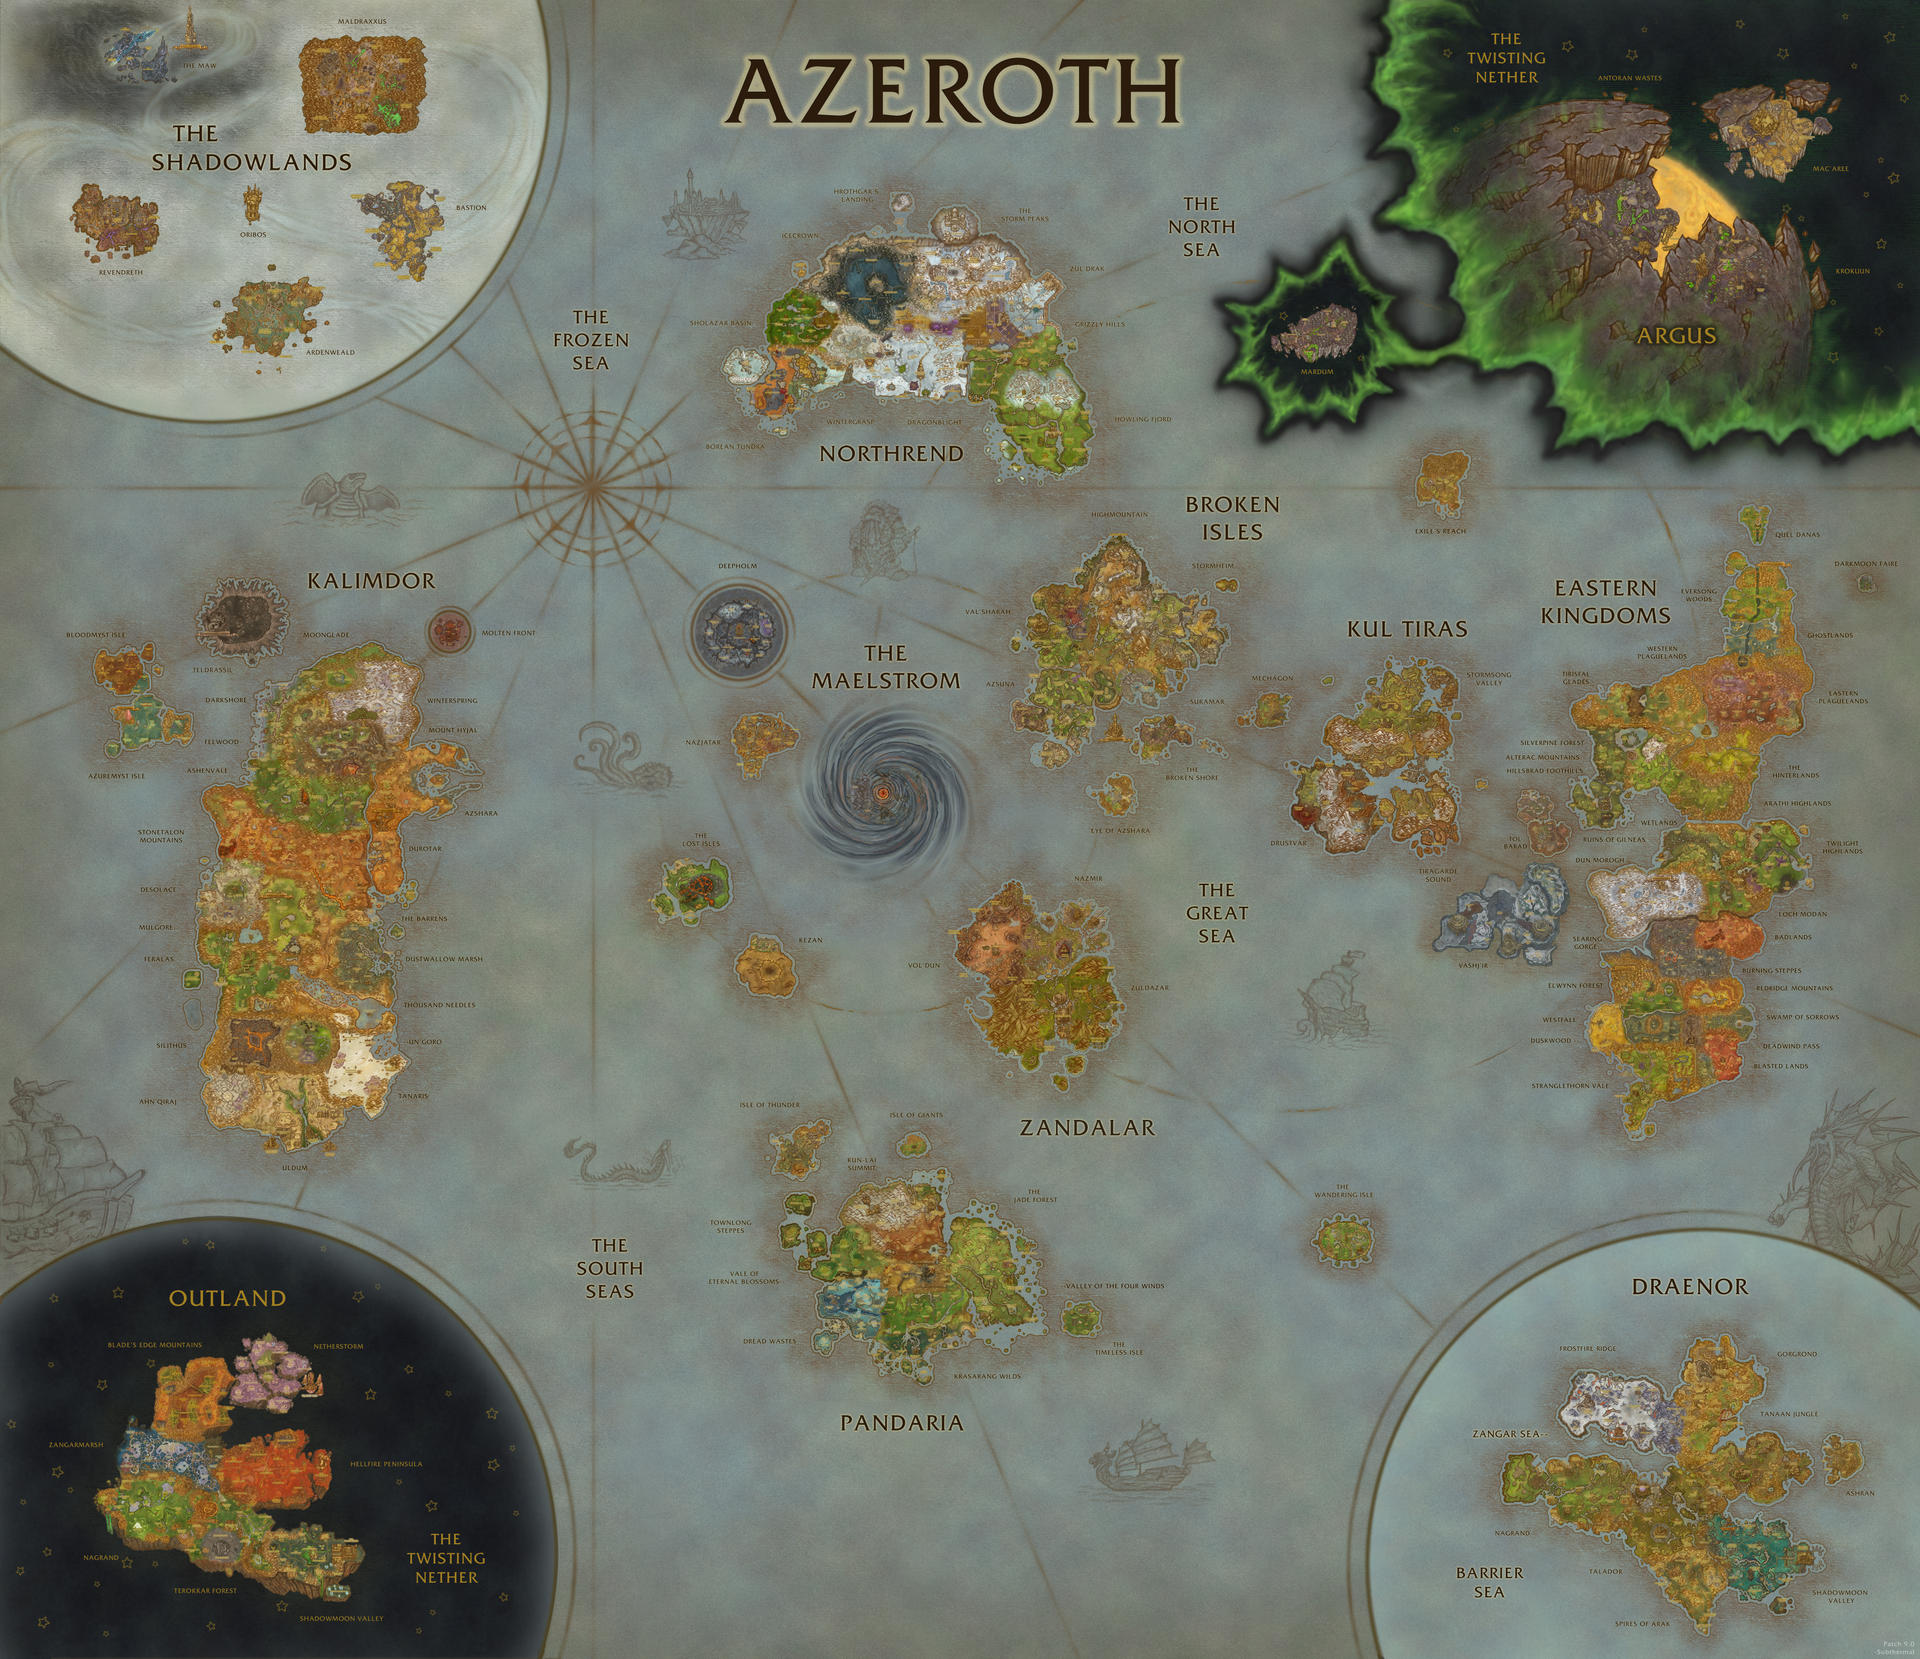 AZEROTH
MALDRAXXUS
THE MAW
THE
SHADOWLANDS
BASTION
ORIBOS
REVENDRETH
ARDENWEALD
THE
TWISTING
NETHER
ANTORAN WASTES
MAC'AREE
KROKUUN
ARGUS
MARDUM
THE
NORTH
SEA
THE
FROZEN
SEA
HROTHGAR'S
LANDING
THE
STORM PEAKS
ICECROWN
ZUL DRAK
SHOLAZAR BASIN
GRIZZLY HILLS
WINTERGRASP
DRAGONBLIGHT
HOWLING FJORD
BOREAN TUNDRA
NORTHREND
BROKEN
ISLES
HIGHMOUNTAIN
STORMHEIM
VAL'SHARAH
AZSUNA
SURAMAR
THE
BROKEN SHORE
EYE OF AZSHARA
EXILE'S REACH
KALIMDOR
BLOODMYST ISLE
MOONGLADE
MOLTEN FRONT
TELDRASSIL
DARKSHORE
WINTERSPRING
MOUNT HYJAL
FELWOOD
ASHENVALE
AZUREMYST ISLE
AZSHARA
STONETALON
MOUNTAINS
DUROTAR
DESOLACE
THE BARRENS
MULGORE
FERALAS
DUSTWALLOW MARSH
THOUSAND NEEDLES
SILITHUS
UN'GORO
TANARIS
AHN'QIRAJ
ULDUM
DEEPHOLM
THE
MAELSTROM
NAZJATAR
THE
LOST ISLES
KEZAN
KUL TIRAS
MECHAGON
STORMSONG
VALLEY
DRUSTVAR
TIRAGARDE
SOUND
THE
GREAT
SEA
NAZMIR
VOL'DUN
ZULDAZAR
ZANDALAR
EASTERN
KINGDOMS
QUEL DANAS
DARKMOON FAIRE
EVERSONG
WOODS
GHOSTLANDS
WESTERN
PLAGUELANDS
TIRISFAL
GLADES
EASTERN
PLAGUELANDS
SILVERPINE FOREST
ALTERAC MOUNTAINS
HILLSBRAD FOOTHILLS
THE
HINTERLANDS
ARATHI HIGHLANDS
WETLANDS
TOL
BARAD
RUINS OF GILNEAS
TWILIGHT
HIGHLANDS
DUN MOROGH
LOCH MODAN
SEARING
GORGE
BADLANDS
VASHJ'IR
BURNING STEPPES
ELWYNN FOREST
REDRIDGE MOUNTAINS
WESTFALL
SWAMP OF SORROWS
DUSKWOOD
DEADWIND PASS
BLASTED LANDS
STRANGLETHORN VALE
ISLE OF THUNDER
ISLE OF GIANTS
KUN-LAI
SUMMIT
THE
JADE FOREST
TOWNLONG
STEPPES
VALE OF
ETERNAL BLOSSOMS
VALLEY OF THE FOUR WINDS
DREAD WASTES
THE
TIMELESS ISLE
KRASARANG WILDS
PANDARIA
THE
SOUTH
SEAS
THE
WANDERING ISLE
OUTLAND
BLADE'S EDGE MOUNTAINS
NETHERSTORM
ZANGARMARSH
HELLFIRE PENINSULA
NAGRAND
TEROKKAR FOREST
SHADOWMOON VALLEY
THE
TWISTING
NETHER
DRAENOR
FROSTFIRE RIDGE
GORGROND
TANAAN JUNGLE
ZANGAR SEA--
ASHRAN
NAGRAND
TALADOR
BARRIER
SEA
SHADOWMOON
VALLEY
SPIRES OF ARAK
Patch 9.0
-Subthermal